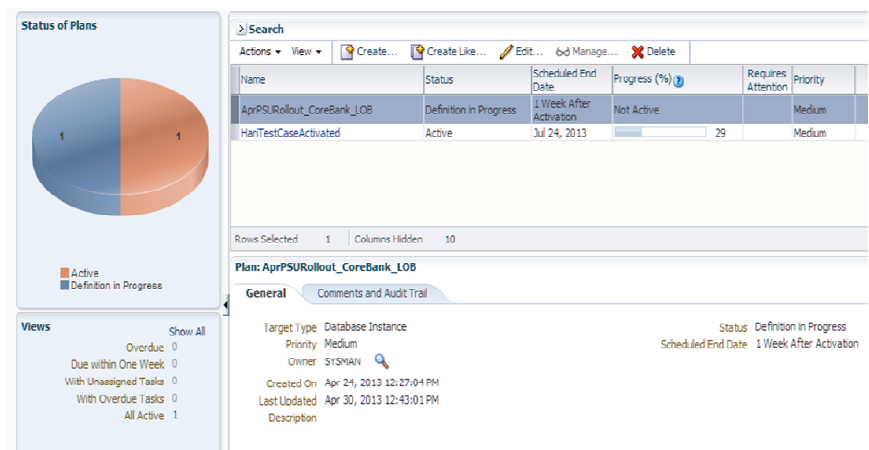 Status of Plans
1
1
Active
Definition in Progress
Views
Show All
Overdue 0
Due within One Week 0
With Unassigned Tasks 0
With Overdue Tasks 0
All Active 1
Search
Actions View Create... Create Like... Edit... Manage... Delete
Name Status Scheduled End Date Progress (%) Requires Attention Priority
AprPSURollout_CoreBank_LOB Definition in Progress 1 Week After Activation Not Active Medium
HariTestCaseActivated Active Jul 24, 2013 29 Medium
Rows Selected 1 Columns Hidden 10
Plan: AprPSURollout_CoreBank_LOB
General Comments and Audit Trail
Target Type Database Instance
Priority Medium
Owner SYSMAN
Created On Apr 24, 2013 12:27:04 PM
Last Updated Apr 30, 2013 12:43:01 PM
Description
Status Definition in Progress
Scheduled End Date 1 Week After Activation